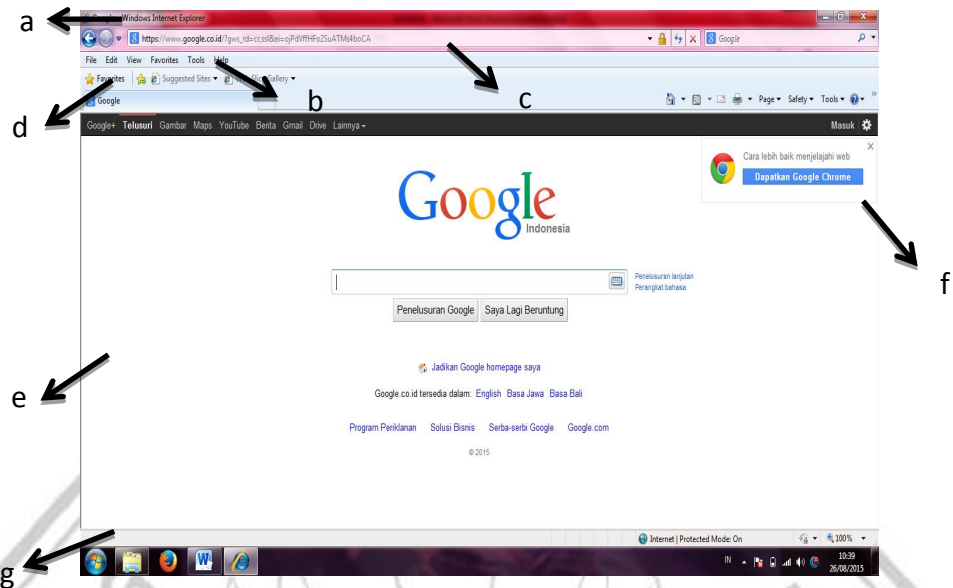 a
Google - Windows Internet Explorer
https://www.google.co.id/?gws_rd=cr,ssl&ei=ojPdVffHFo2SuATMs4boCA
Google
File Edit View Favorites Tools Help
Favorites Suggested Sites Gallery
b
c
Google
Page Safety Tools
d
Google+ Telusuri Gambar Maps YouTube Berita Gmail Drive Lainnya
Masuk
Cara lebih baik menjelajahi web
X
Dapatkan Google Chrome
Google
Indonesia
f
Penelusuran lanjutan
Perangkat bahasa
Penelusuran Google Saya Lagi Beruntung
Jadikan Google homepage saya
e
Google.co.id tersedia dalam: English Basa Jawa Basa Bali
Program Periklanan Solusi Bisnis Serba-serbi Google Google.com
© 2015
Internet | Protected Mode: On
100%
g
IN
10:39
26/08/2015